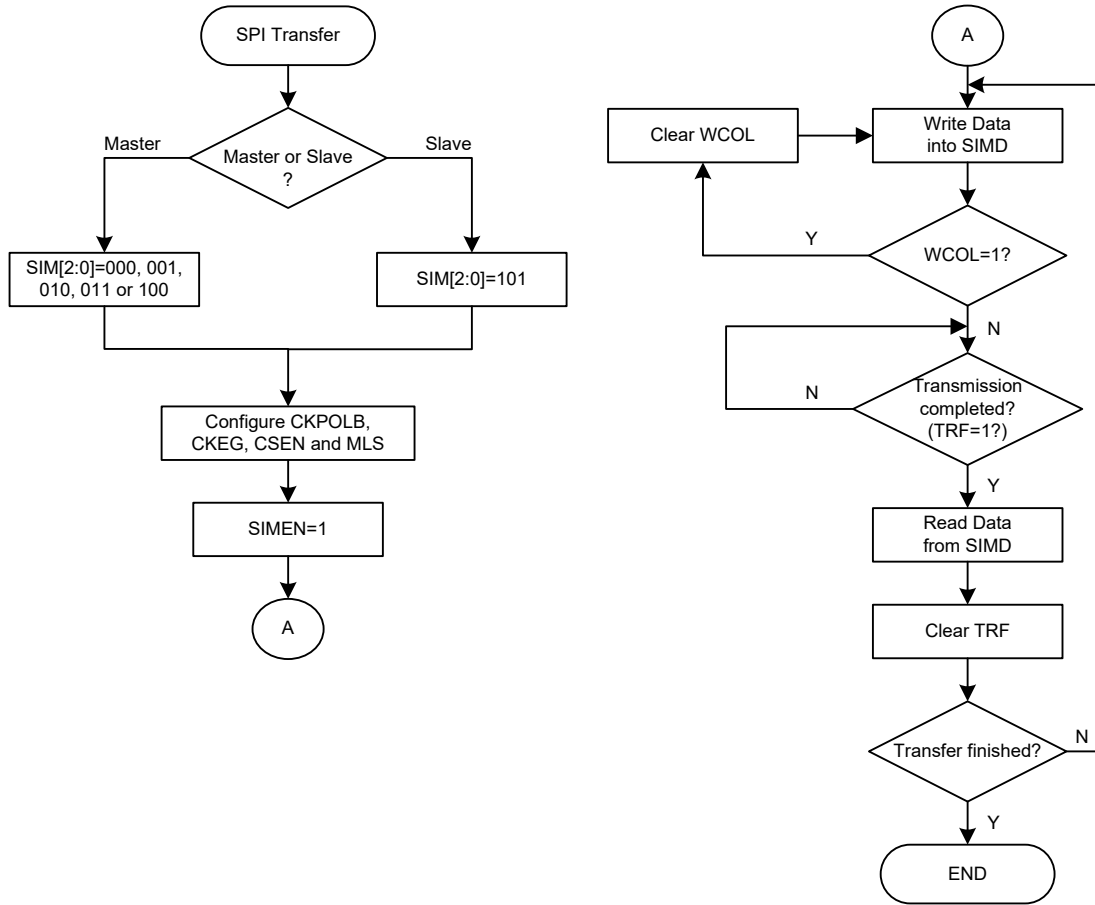 SPI Transfer
Master
Master or Slave
?
Slave
SIM[2:0]=000, 001,
010, 011 or 100
SIM[2:0]=101
Configure CKPOLB,
CKEG, CSEN and MLS
SIMEN=1
A
A
Clear WCOL
Write Data
into SIMD
Y
WCOL=1?
N
N
Transmission
completed?
(TRF=1?)
Y
Read Data
from SIMD
Clear TRF
Transfer finished?
N
Y
END